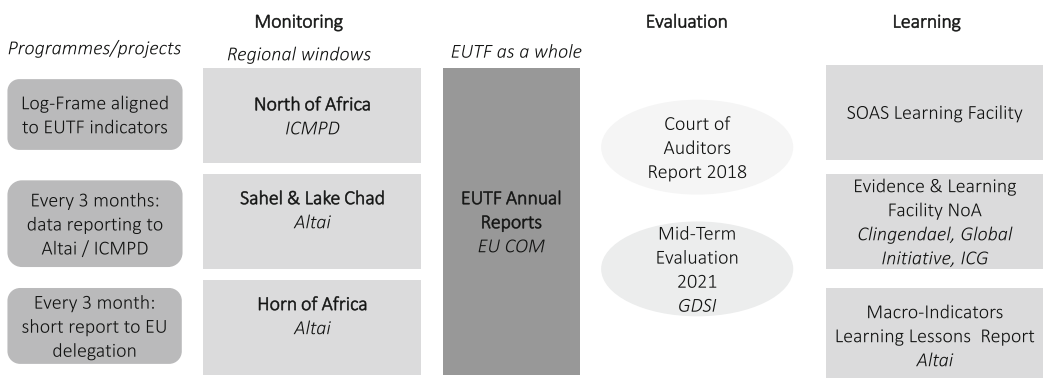 Monitoring
Evaluation
Learning
Programmes/projects
Regional windows
EUTF as a whole
Log-Frame aligned
to EUTF indicators
Every 3 months:
data reporting to
Altai / ICMPD
Every 3 month:
short report to EU
delegation
North of Africa
ICMPD
Sahel & Lake Chad
Altai
Horn of Africa
Altai
EUTF Annual
Reports
EU COM
Court of
Auditors
Report 2018
Mid-Term
Evaluation
2021
GDSI
SOAS Learning Facility
Evidence & Learning
Facility NoA
Clingendael, Global
Initiative, ICG
Macro-Indicators
Learning Lessons Report
Altai